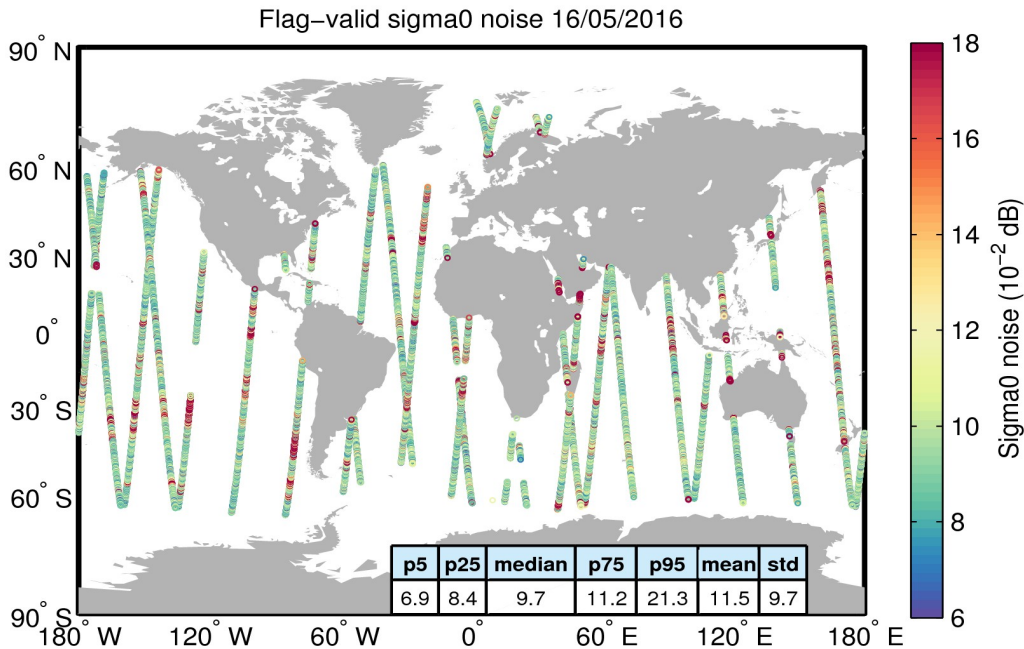 Flag−valid sigma0 noise 16/05/2016
90° N
60° N
30° N
0°
30° S
60° S
90° S
180° W
120° W
60° W
0°
60° E
120° E
180° E
p5 p25 median p75 p95 mean std
6.9 8.4 9.7 11.2 21.3 11.5 9.7
18
16
14
12
10
8
6
Sigma0 noise (10⁻² dB)